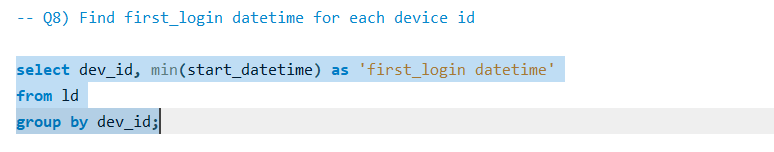 -- Q8) Find first_login datetime for each device id
select dev_id, min(start_datetime) as 'first_login datetime'
from ld
group by dev_id;